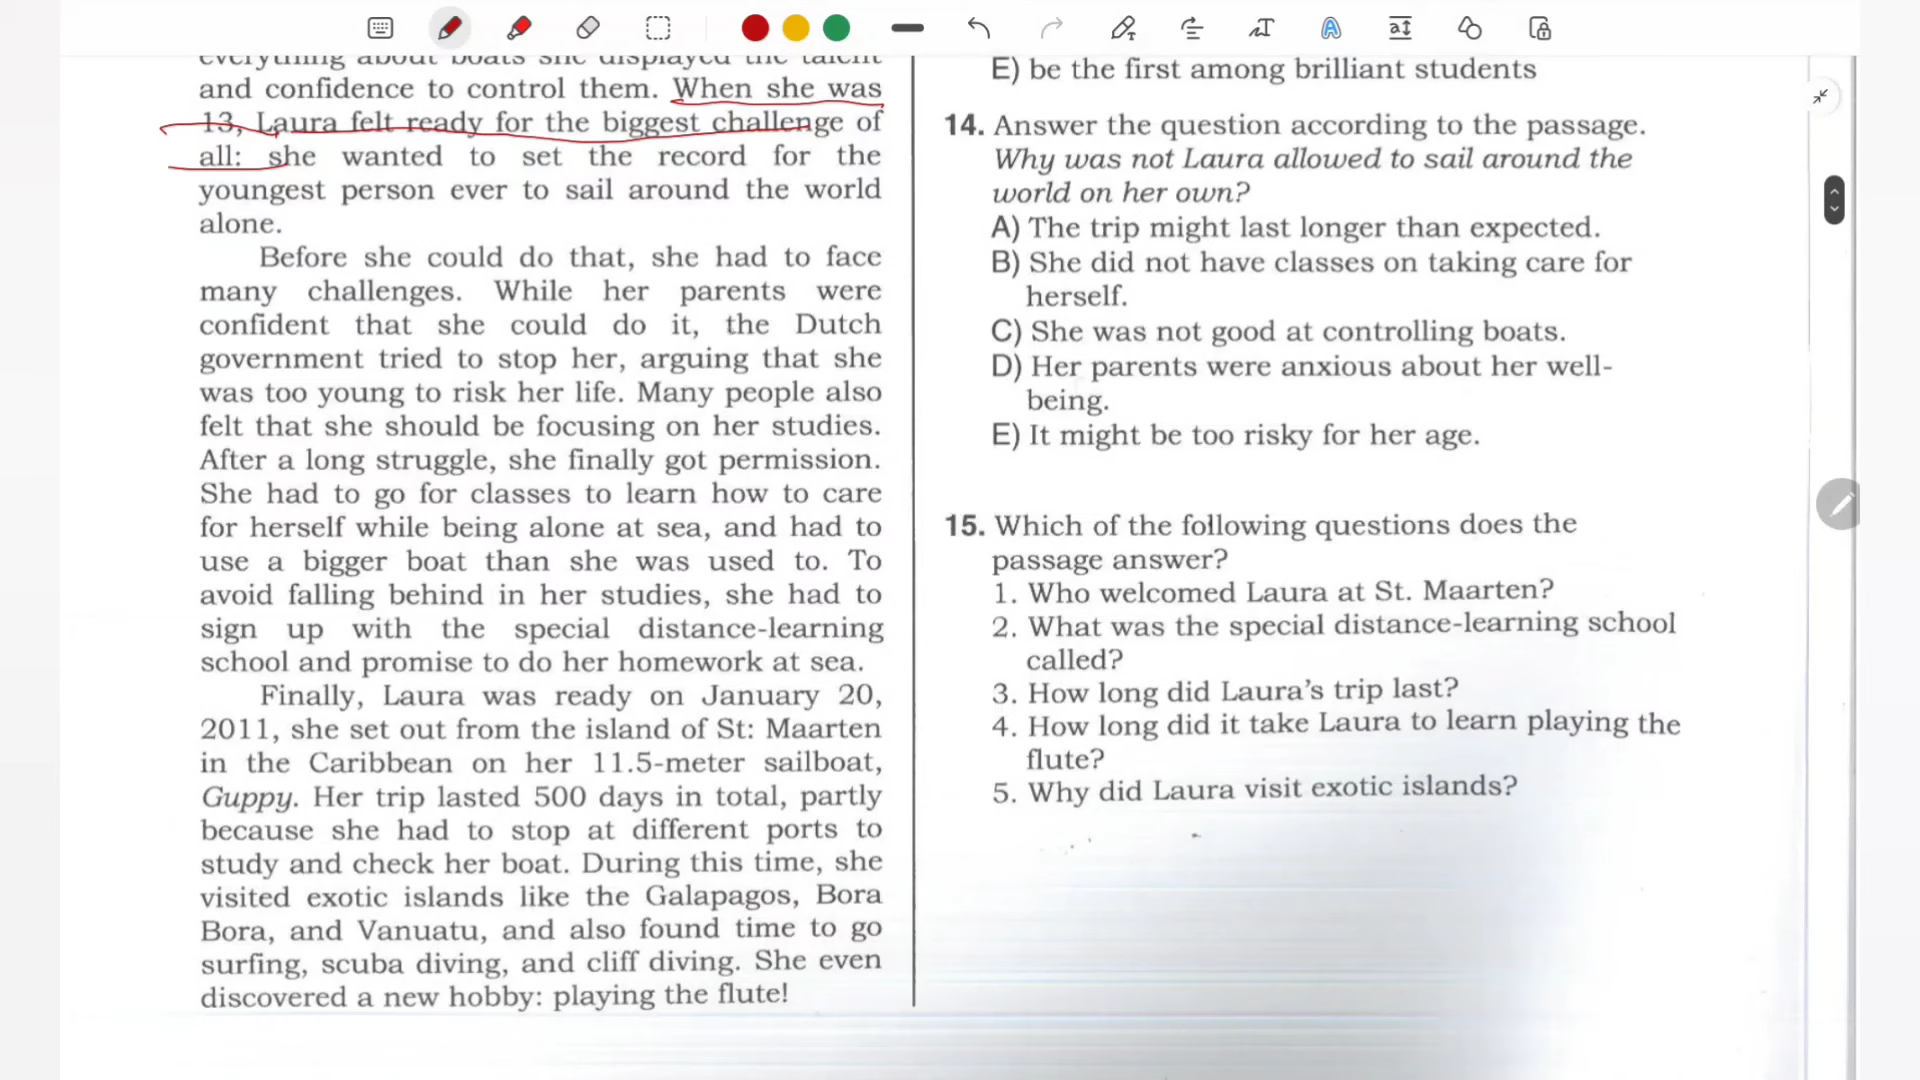 everything about boats she displayed the talent
and confidence to control them. When she was
13, Laura felt ready for the biggest challenge of
all: she wanted to set the record for the
youngest person ever to sail around the world
alone.
Before she could do that, she had to face
many challenges. While her parents were
confident that she could do it, the Dutch
government tried to stop her, arguing that she
was too young to risk her life. Many people also
felt that she should be focusing on her studies.
After a long struggle, she finally got permission.
She had to go for classes to learn how to care
for herself while being alone at sea, and had to
use a bigger boat than she was used to. To
avoid falling behind in her studies, she had to
sign up with the special distance-learning
school and promise to do her homework at sea.
Finally, Laura was ready on January 20,
2011, she set out from the island of St: Maarten
in the Caribbean on her 11.5-meter sailboat,
Guppy. Her trip lasted 500 days in total, partly
because she had to stop at different ports to
study and check her boat. During this time, she
visited exotic islands like the Galapagos, Bora
Bora, and Vanuatu, and also found time to go
surfing, scuba diving, and cliff diving. She even
discovered a new hobby: playing the flute!
E) be the first among brilliant students
14. Answer the question according to the passage.
Why was not Laura allowed to sail around the
world on her own?
A) The trip might last longer than expected.
B) She did not have classes on taking care for
herself.
C) She was not good at controlling boats.
D) Her parents were anxious about her well-
being.
E) It might be too risky for her age.
15. Which of the following questions does the
passage answer?
1. Who welcomed Laura at St. Maarten?
2. What was the special distance-learning school
called?
3. How long did Laura's trip last?
4. How long did it take Laura to learn playing the
flute?
5. Why did Laura visit exotic islands?